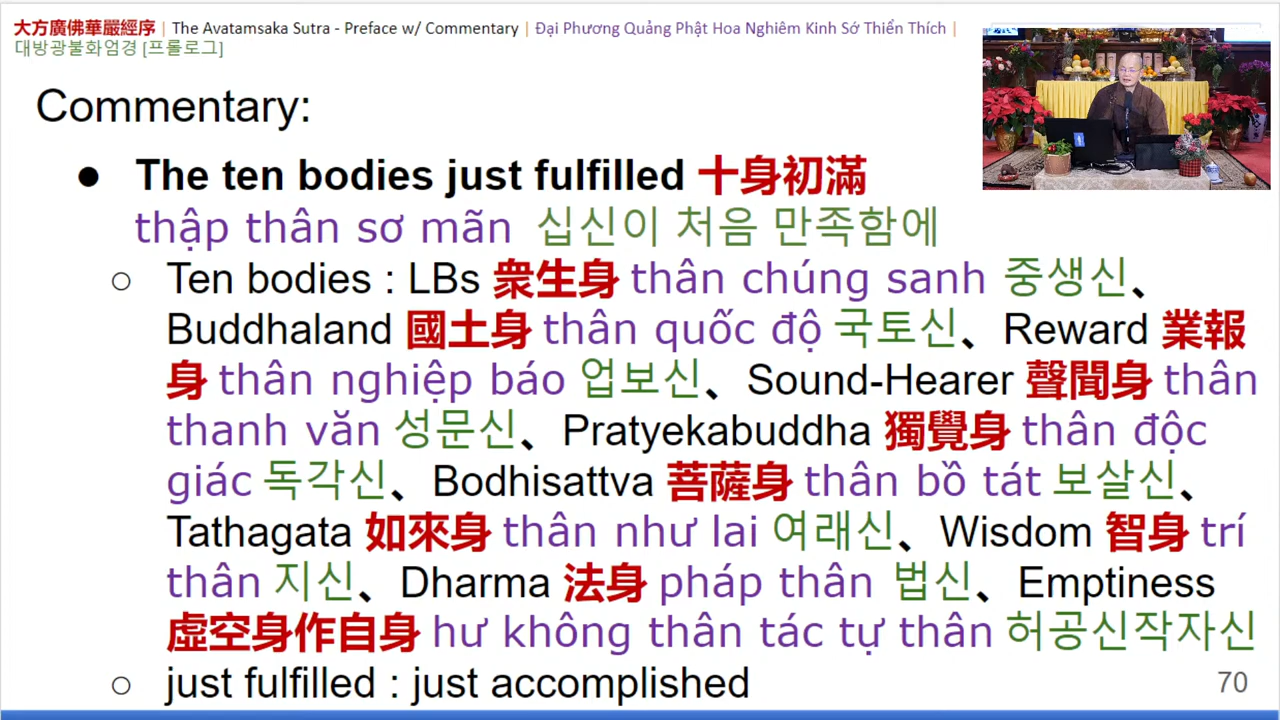 大方廣佛華嚴經序 | The Avatamsaka Sutra - Preface w/ Commentary | Đại Phương Quảng Phật Hoa Nghiêm Kinh Sớ Thiển Thích |
대방광불화엄경 [프롤로그]
Commentary:
● The ten bodies just fulfilled 十身初滿
thập thân sơ mãn 십신이 처음 만족함에
○ Ten bodies : LBs 衆生身 thân chúng sanh 중생신、
Buddhaland 國土身 thân quốc độ 국토신、Reward 業報
身 thân nghiệp báo 업보신、Sound-Hearer 聲聞身 thân
thanh văn 성문신、Pratyekabuddha 獨覺身 thân độc
giác 독각신、Bodhisattva 菩薩身 thân bồ tát 보살신、
Tathagata 如來身 thân như lai 여래신、Wisdom 智身 trí
thân 지신、Dharma 法身 pháp thân 법신、Emptiness
虛空身作自身 hư không thân tác tự thân 허공신작자신
○ just fulfilled : just accomplished
70